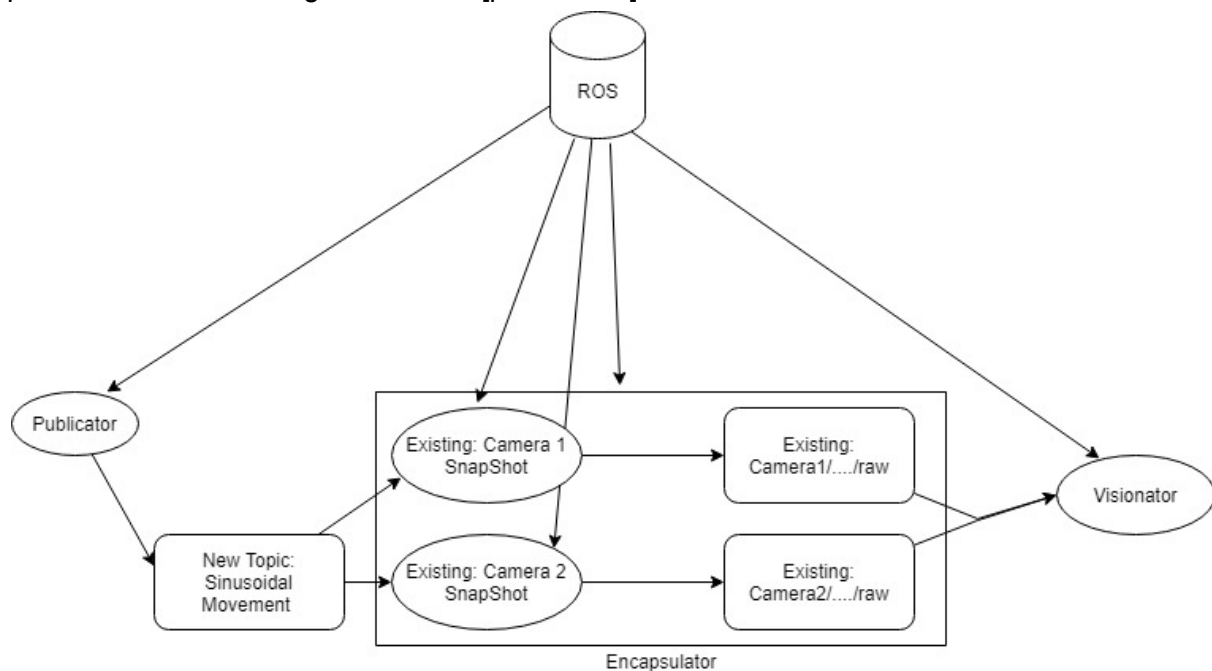 ROS
Publicator
Existing: Camera 1
SnapShot
Existing:
Camera1/..../raw
Visionator
New Topic:
Sinusoidal
Movement
Existing: Camera 2
SnapShot
Existing:
Camera2/..../raw
Encapsulator